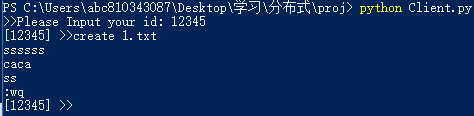 PS C:\Users\abc810343087\Desktop\学习\分布式\proj> python Client.py
>>Please Input your id: 12345
[12345] >>create 1.txt
ssssss
caca
ss
:wq
[12345] >>